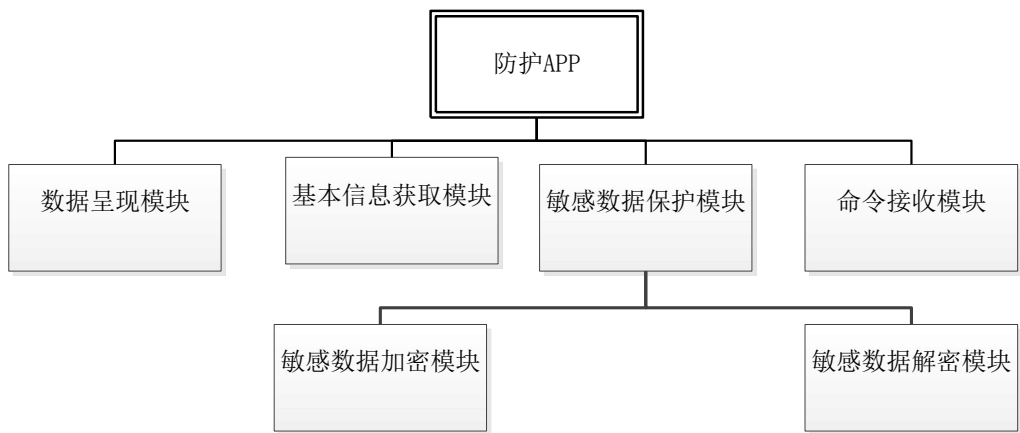 防护APP
数据呈现模块
基本信息获取模块
敏感数据保护模块
命令接收模块
敏感数据加密模块
敏感数据解密模块